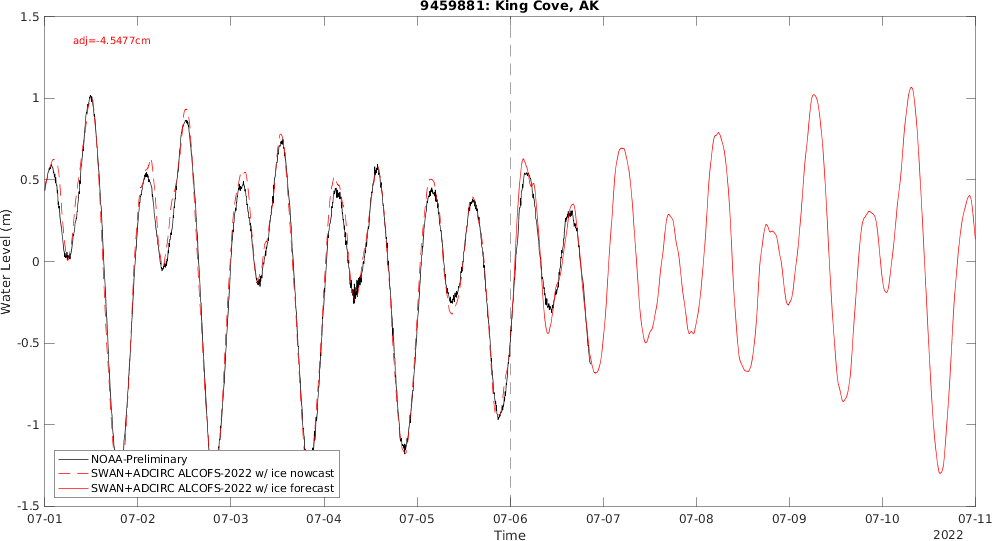 9459881: King Cove, AK
adj=-4.5477cm
Water Level (m)
1.5
1
0.5
0
-0.5
-1
-1.5
NOAA-Preliminary
SWAN+ADCIRC ALCOFS-2022 w/ ice nowcast
SWAN+ADCIRC ALCOFS-2022 w/ ice forecast
07-01 07-02 07-03 07-04 07-05 07-06 07-07 07-08 07-09 07-10 07-11
Time
2022